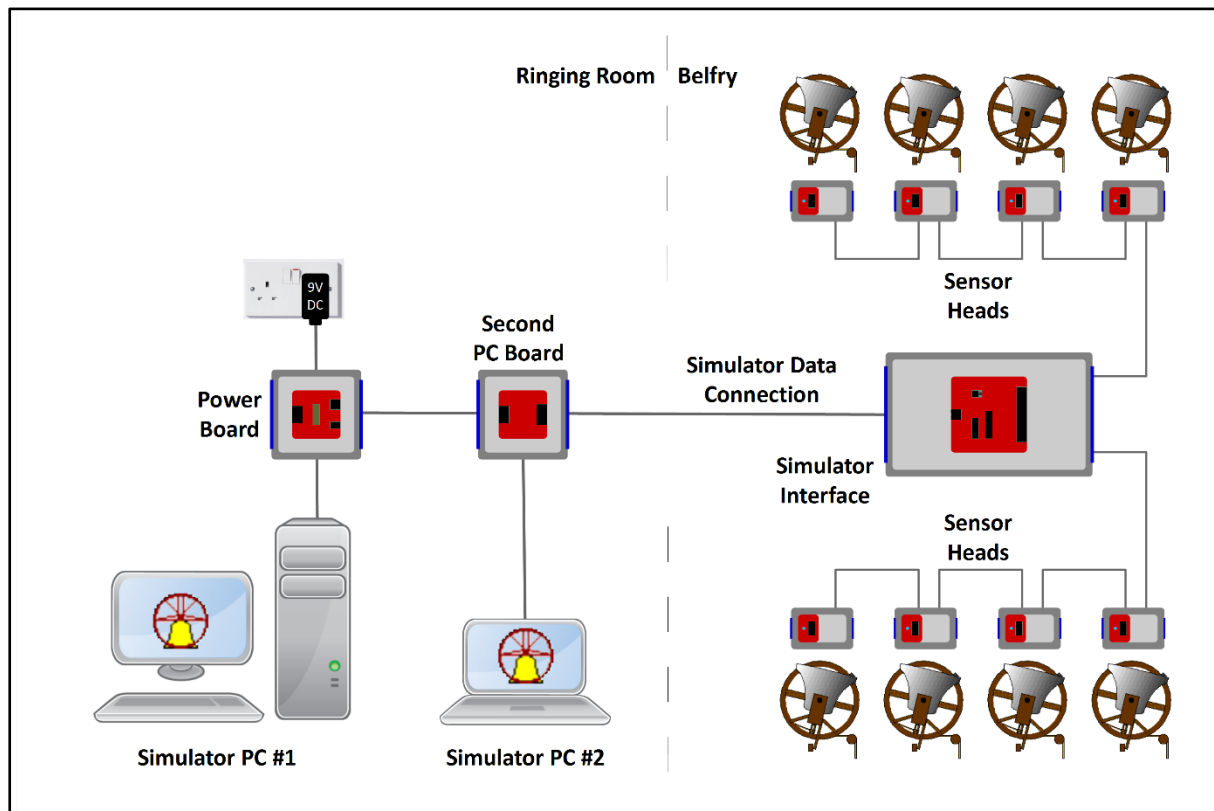 Ringing Room
Belfry
Sensor
Heads
9V
DC
Second
PC Board
Simulator Data
Connection
Power
Board
Simulator
Interface
Sensor
Heads
Simulator PC #1
Simulator PC #2